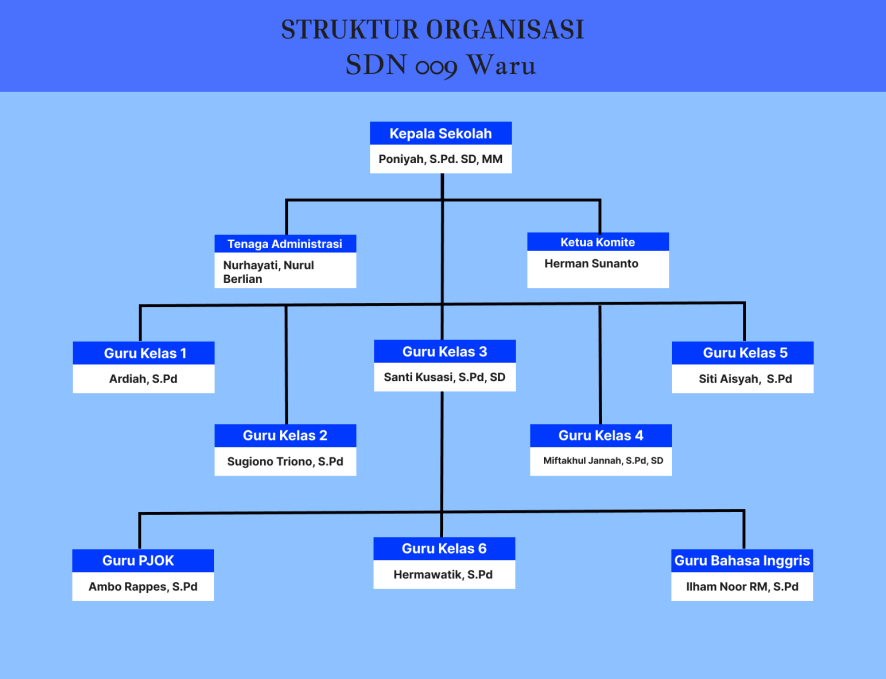 STRUKTUR ORGANISASI
SDN 009 Waru
Kepala Sekolah
Poniyah, S.Pd. SD, MM
Tenaga Administrasi
Nurhayati, Nurul
Berlian
Ketua Komite
Herman Sunanto
Guru Kelas 1
Ardiah, S.Pd
Guru Kelas 3
Santi Kusasi, S.Pd, SD
Guru Kelas 5
Siti Aisyah, S.Pd
Guru Kelas 2
Sugiono Triono, S.Pd
Guru Kelas 4
Miftakhul Jannah, S.Pd, SD
Guru PJOK
Ambo Rappes, S.Pd
Guru Kelas 6
Hermawatik, S.Pd
Guru Bahasa Inggris
Ilham Noor RM, S.Pd